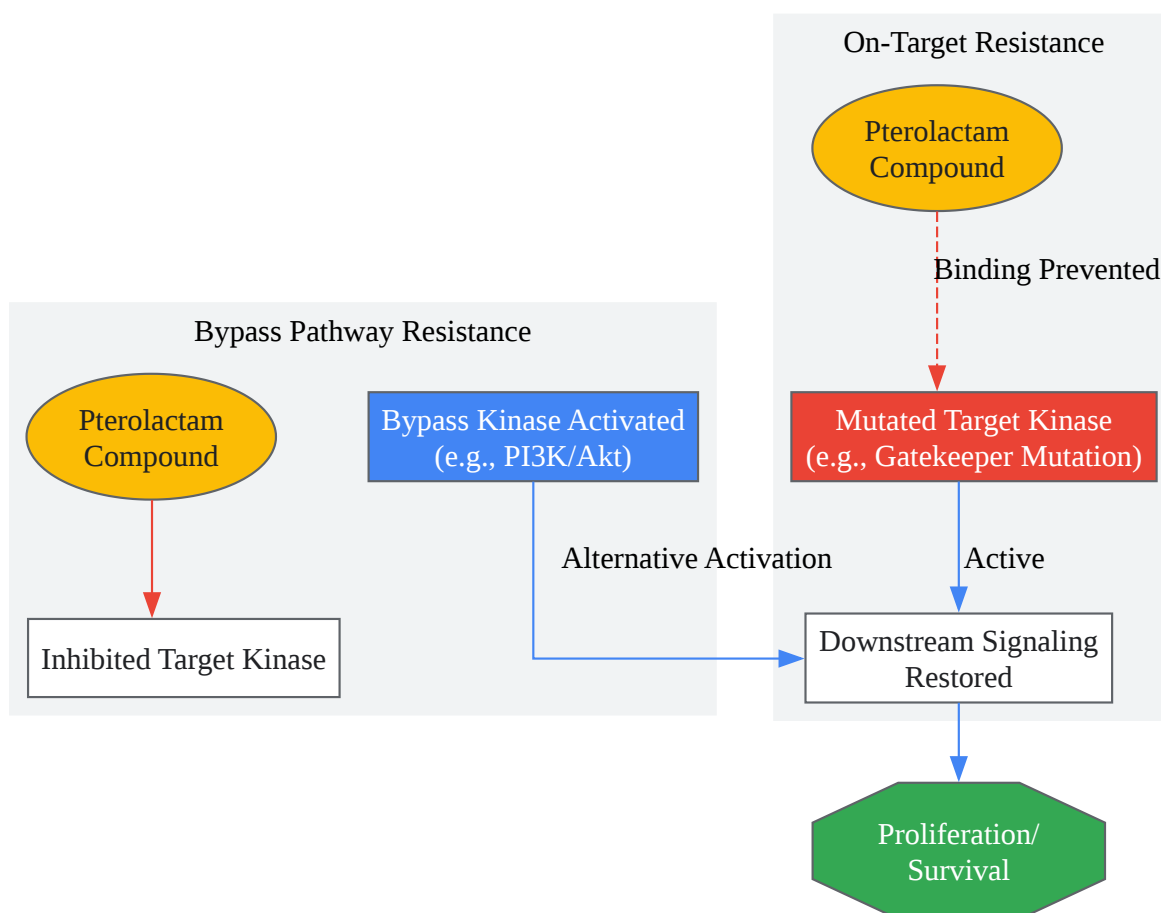 On-Target Resistance
Pterolactam
Compound
Binding Prevented
Bypass Pathway Resistance
Pterolactam
Compound
Bypass Kinase Activated
(e.g., PI3K/Akt)
Mutated Target Kinase
(e.g., Gatekeeper Mutation)
Alternative Activation
Active
Inhibited Target Kinase
Downstream Signaling
Restored
Proliferation/
Survival